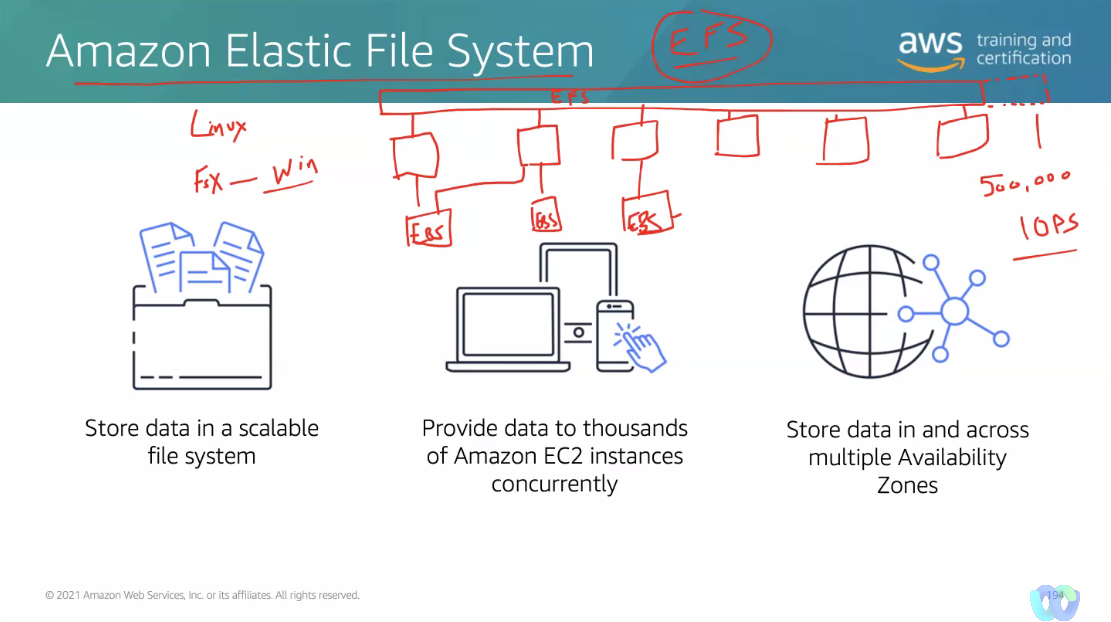 Amazon Elastic File System
EFS
aws training and
certification
EFS
Linux
FSX — Win
500,000
IOPS
EBS
EBS
EBS
Store data in a scalable
file system
Provide data to thousands
of Amazon EC2 instances
concurrently
Store data in and across
multiple Availability
Zones
© 2021 Amazon Web Services, Inc. or its affiliates. All rights reserved.
194